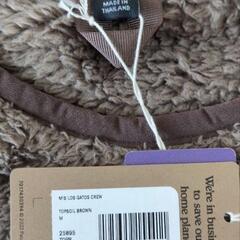 MADE IN
THAILAND
M'S LOS GATOS CREW
TOPSOIL BROWN
M
25895
We're in busin
to save our
home plan